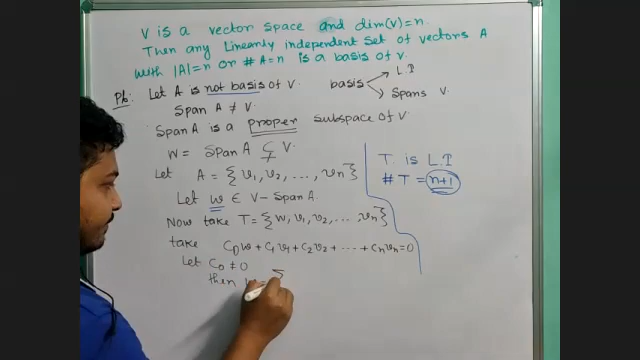 V is a vector space and dim(V)=n.
Then any Linearly independent set of vectors A
with |A|=n or # A=n is a basis of V.
Pf: Let A is not basis of V.
Span A ≠ V.
basis → L.I
→ Spans V.
Span A is a proper subspace of V.
W = Span A ⊊ V.
Let A = {v1, v2, ..., vn}
Let w ∈ V - Span A.
Now take T = {w, v1, v2, ..., vn}
take c0w + c1v1 + c2v2 + ··· + cnvn = 0
Let c0 ≠ 0
then
T is L.I
# T = n+1